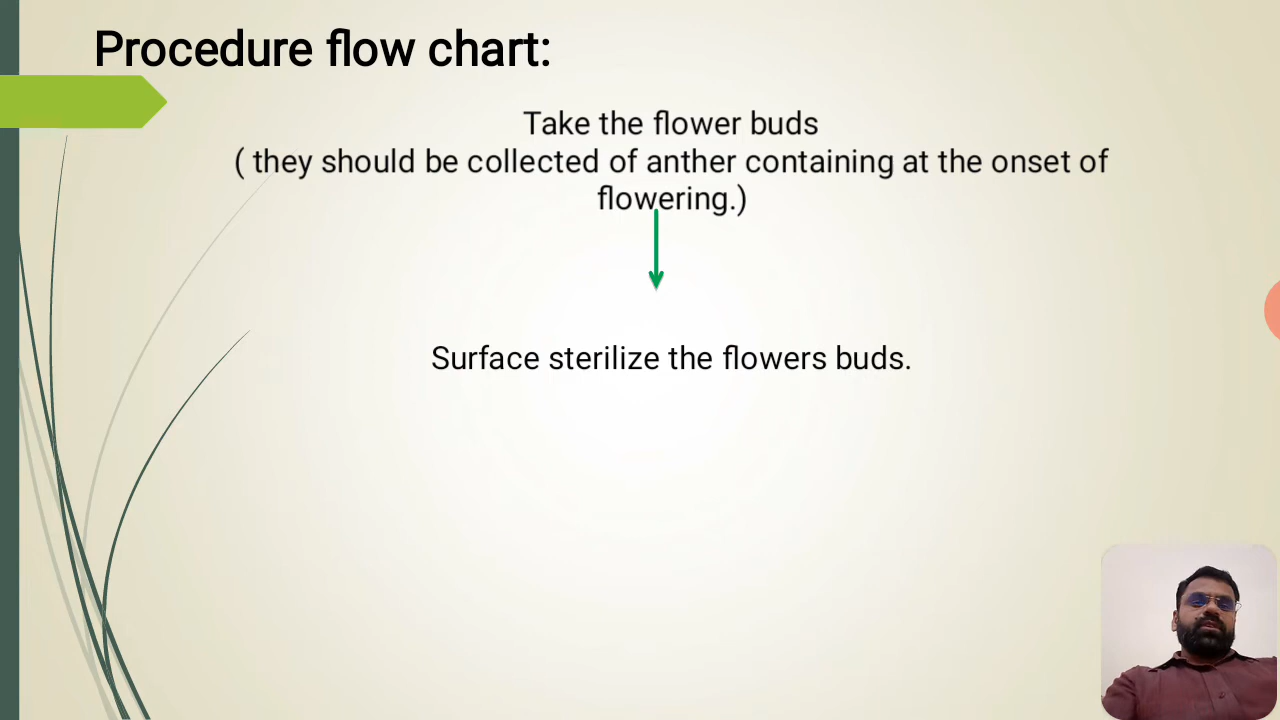 Procedure flow chart:
Take the flower buds
( they should be collected of anther containing at the onset of
flowering.)
Surface sterilize the flowers buds.